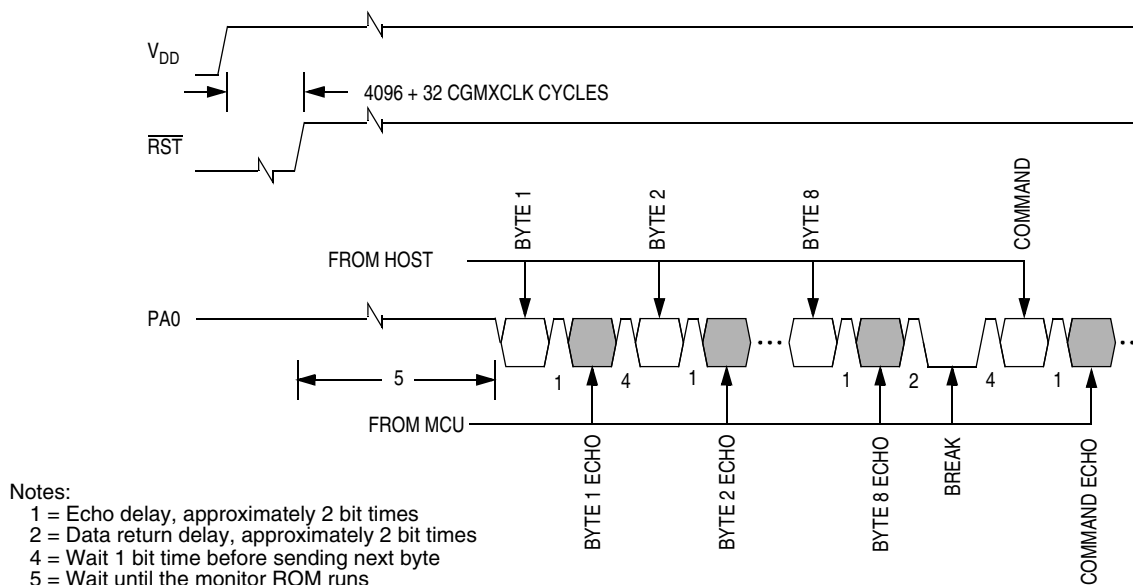 VDD
4096 + 32 CGMXCLK CYCLES
RST
BYTE 1
BYTE 2
BYTE 8
COMMAND
FROM HOST
PA0
5
1
4
1
1
2
4
1
FROM MCU
BYTE 1 ECHO
BYTE 2 ECHO
BYTE 8 ECHO
BREAK
COMMAND ECHO
Notes:
1 = Echo delay, approximately 2 bit times
2 = Data return delay, approximately 2 bit times
4 = Wait 1 bit time before sending next byte
5 = Wait until the monitor ROM runs